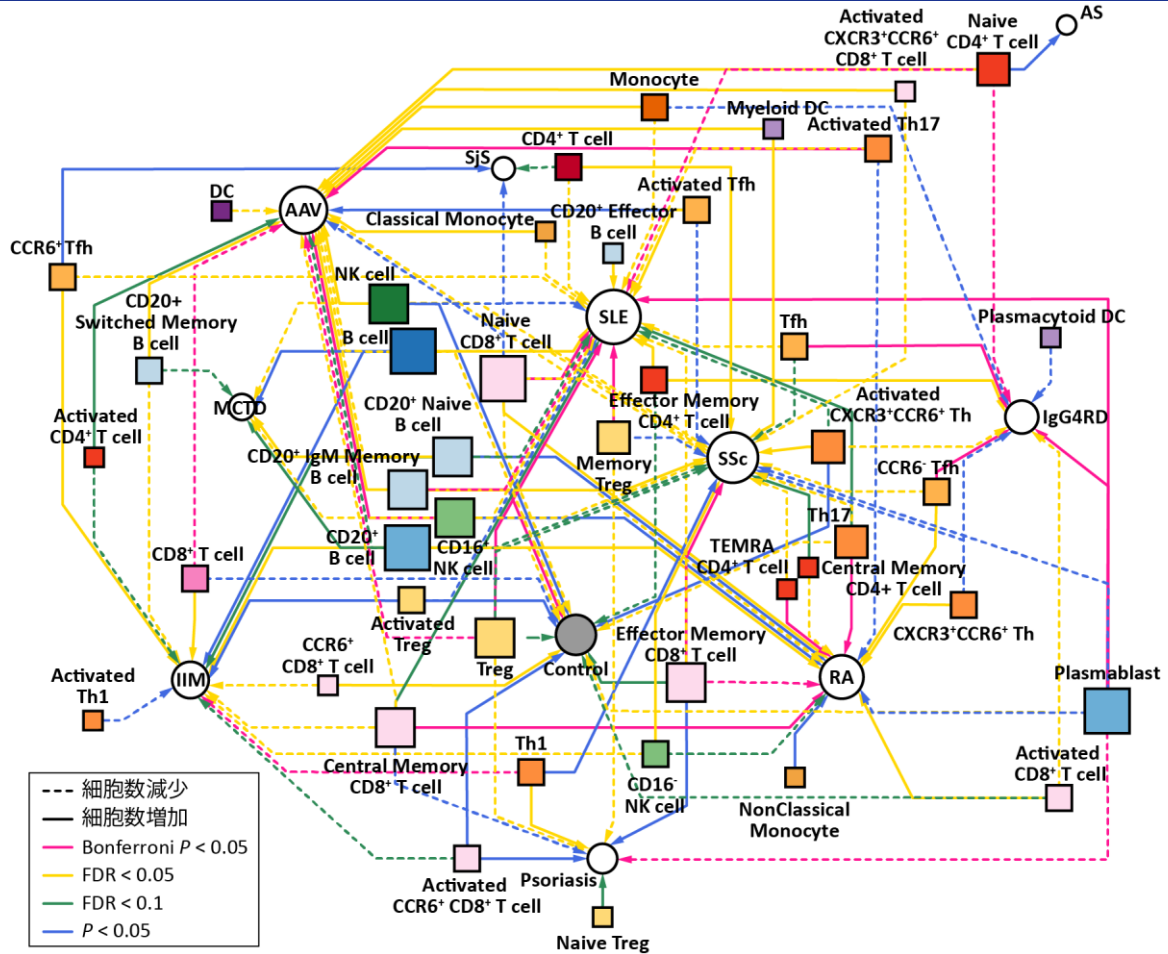 Activated
CXCR3⁺CCR6⁺
CD8⁺ T cell
Naive
CD4⁺ T cell
AS
Monocyte
Myeloid DC
Activated Th17
CD4⁺ T cell
SjS
DC
AAV
Activated Tfh
Classical Monocyte
CD20⁺ Effector
B cell
CCR6⁺Tfh
NK cell
CD20+
Switched Memory
B cell
SLE
Naive
CD8⁺ T cell
B cell
Tfh
Plasmacytoid DC
MCTD
CD20⁺ Naive
B cell
Effector Memory
CD4⁺ T cell
Activated
CXCR3⁺CCR6⁺ Th
IgG4RD
Activated
CD4⁺ T cell
CD20⁺ IgM Memory
B cell
Memory
Treg
SSc
CCR6⁻ Tfh
CD20⁺
B cell
CD16⁺
NK cell
Th17
TEMRA
CD4⁺ T cell
Central Memory
CD4+ T cell
CD8⁺ T cell
CXCR3⁺CCR6⁺ Th
Activated
Treg
Treg
Control
Effector Memory
CD8⁺ T cell
CCR6⁺
CD8⁺ T cell
IIM
RA
Activated
Th1
Plasmablast
Central Memory
CD8⁺ T cell
Th1
CD16⁻
NK cell
NonClassical
Monocyte
Activated
CD8⁺ T cell
細胞数減少
細胞数増加
Bonferroni P < 0.05
FDR < 0.05
FDR < 0.1
P < 0.05
Activated
CCR6⁺ CD8⁺ T cell
Psoriasis
Naive Treg